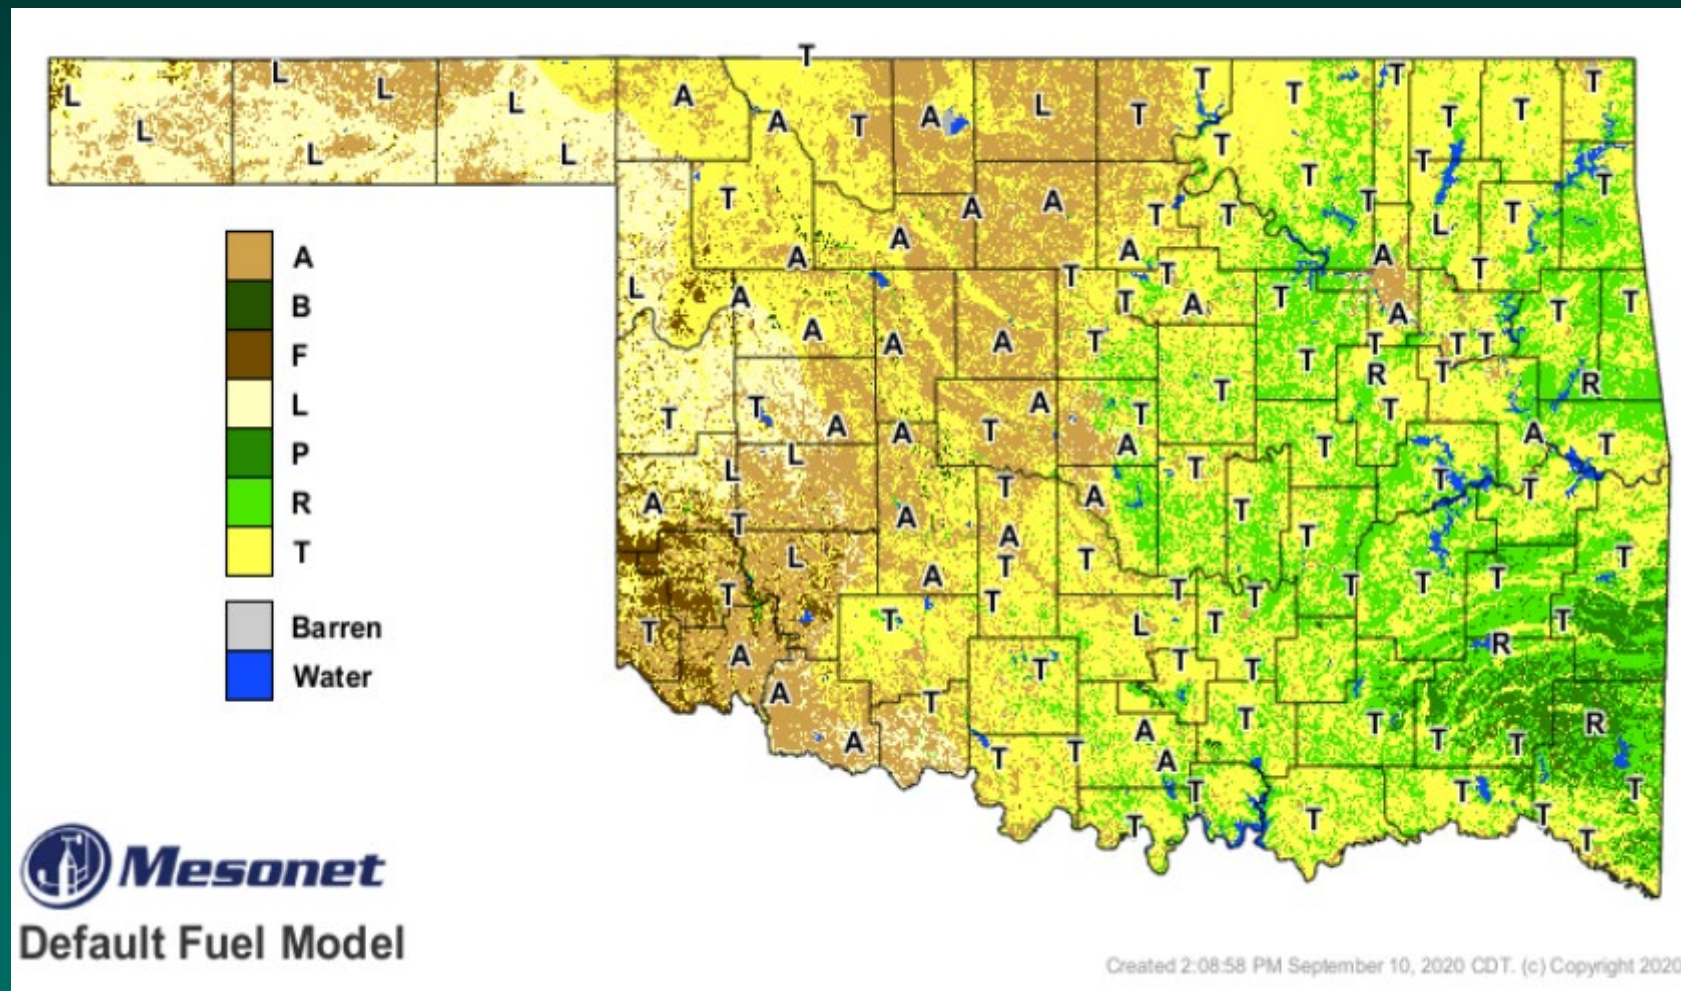 T
L T T T
L L L A L T T
L A T A T T
L L T T
T T
T A A T T T T
A L
A A A
T T T
L A T A T T T
A A
A A T T T T T
R T R T
T A T T
T A A T A
L A T T
L T T
T A T
A T
T A A T
L T T T
A T T T T
T T T
T T L T T
A T R
T T
A T
A T T R
A T T T
T A
T T T
T T T
T
A
B
F
L
P
R
T
Barren
Water
Mesonet
Default Fuel Model
Created 2:08:58 PM September 10, 2020 CDT. (c) Copyright 2020